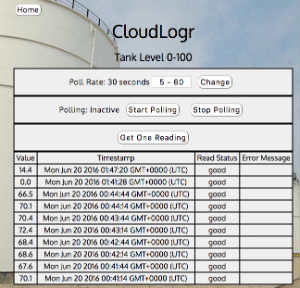 Home
CloudLogr
Tank Level 0-100
Poll Rate: 30 seconds 5 - 60 Change
Polling: Inactive Start Polling Stop Polling
Get One Reading
Value Timestamp Read Status Error Message
14.4 Mon Jun 20 2016 01:47:20 GMT+0000 (UTC) good
0.0 Mon Jun 20 2016 01:41:28 GMT+0000 (UTC) good
66.5 Mon Jun 20 2016 00:44:44 GMT+0000 (UTC) good
70.1 Mon Jun 20 2016 00:44:14 GMT+0000 (UTC) good
70.4 Mon Jun 20 2016 00:43:44 GMT+0000 (UTC) good
72.4 Mon Jun 20 2016 00:43:14 GMT+0000 (UTC) good
68.4 Mon Jun 20 2016 00:42:44 GMT+0000 (UTC) good
68.6 Mon Jun 20 2016 00:42:14 GMT+0000 (UTC) good
67.6 Mon Jun 20 2016 00:41:44 GMT+0000 (UTC) good
70.1 Mon Jun 20 2016 00:41:14 GMT+0000 (UTC) good